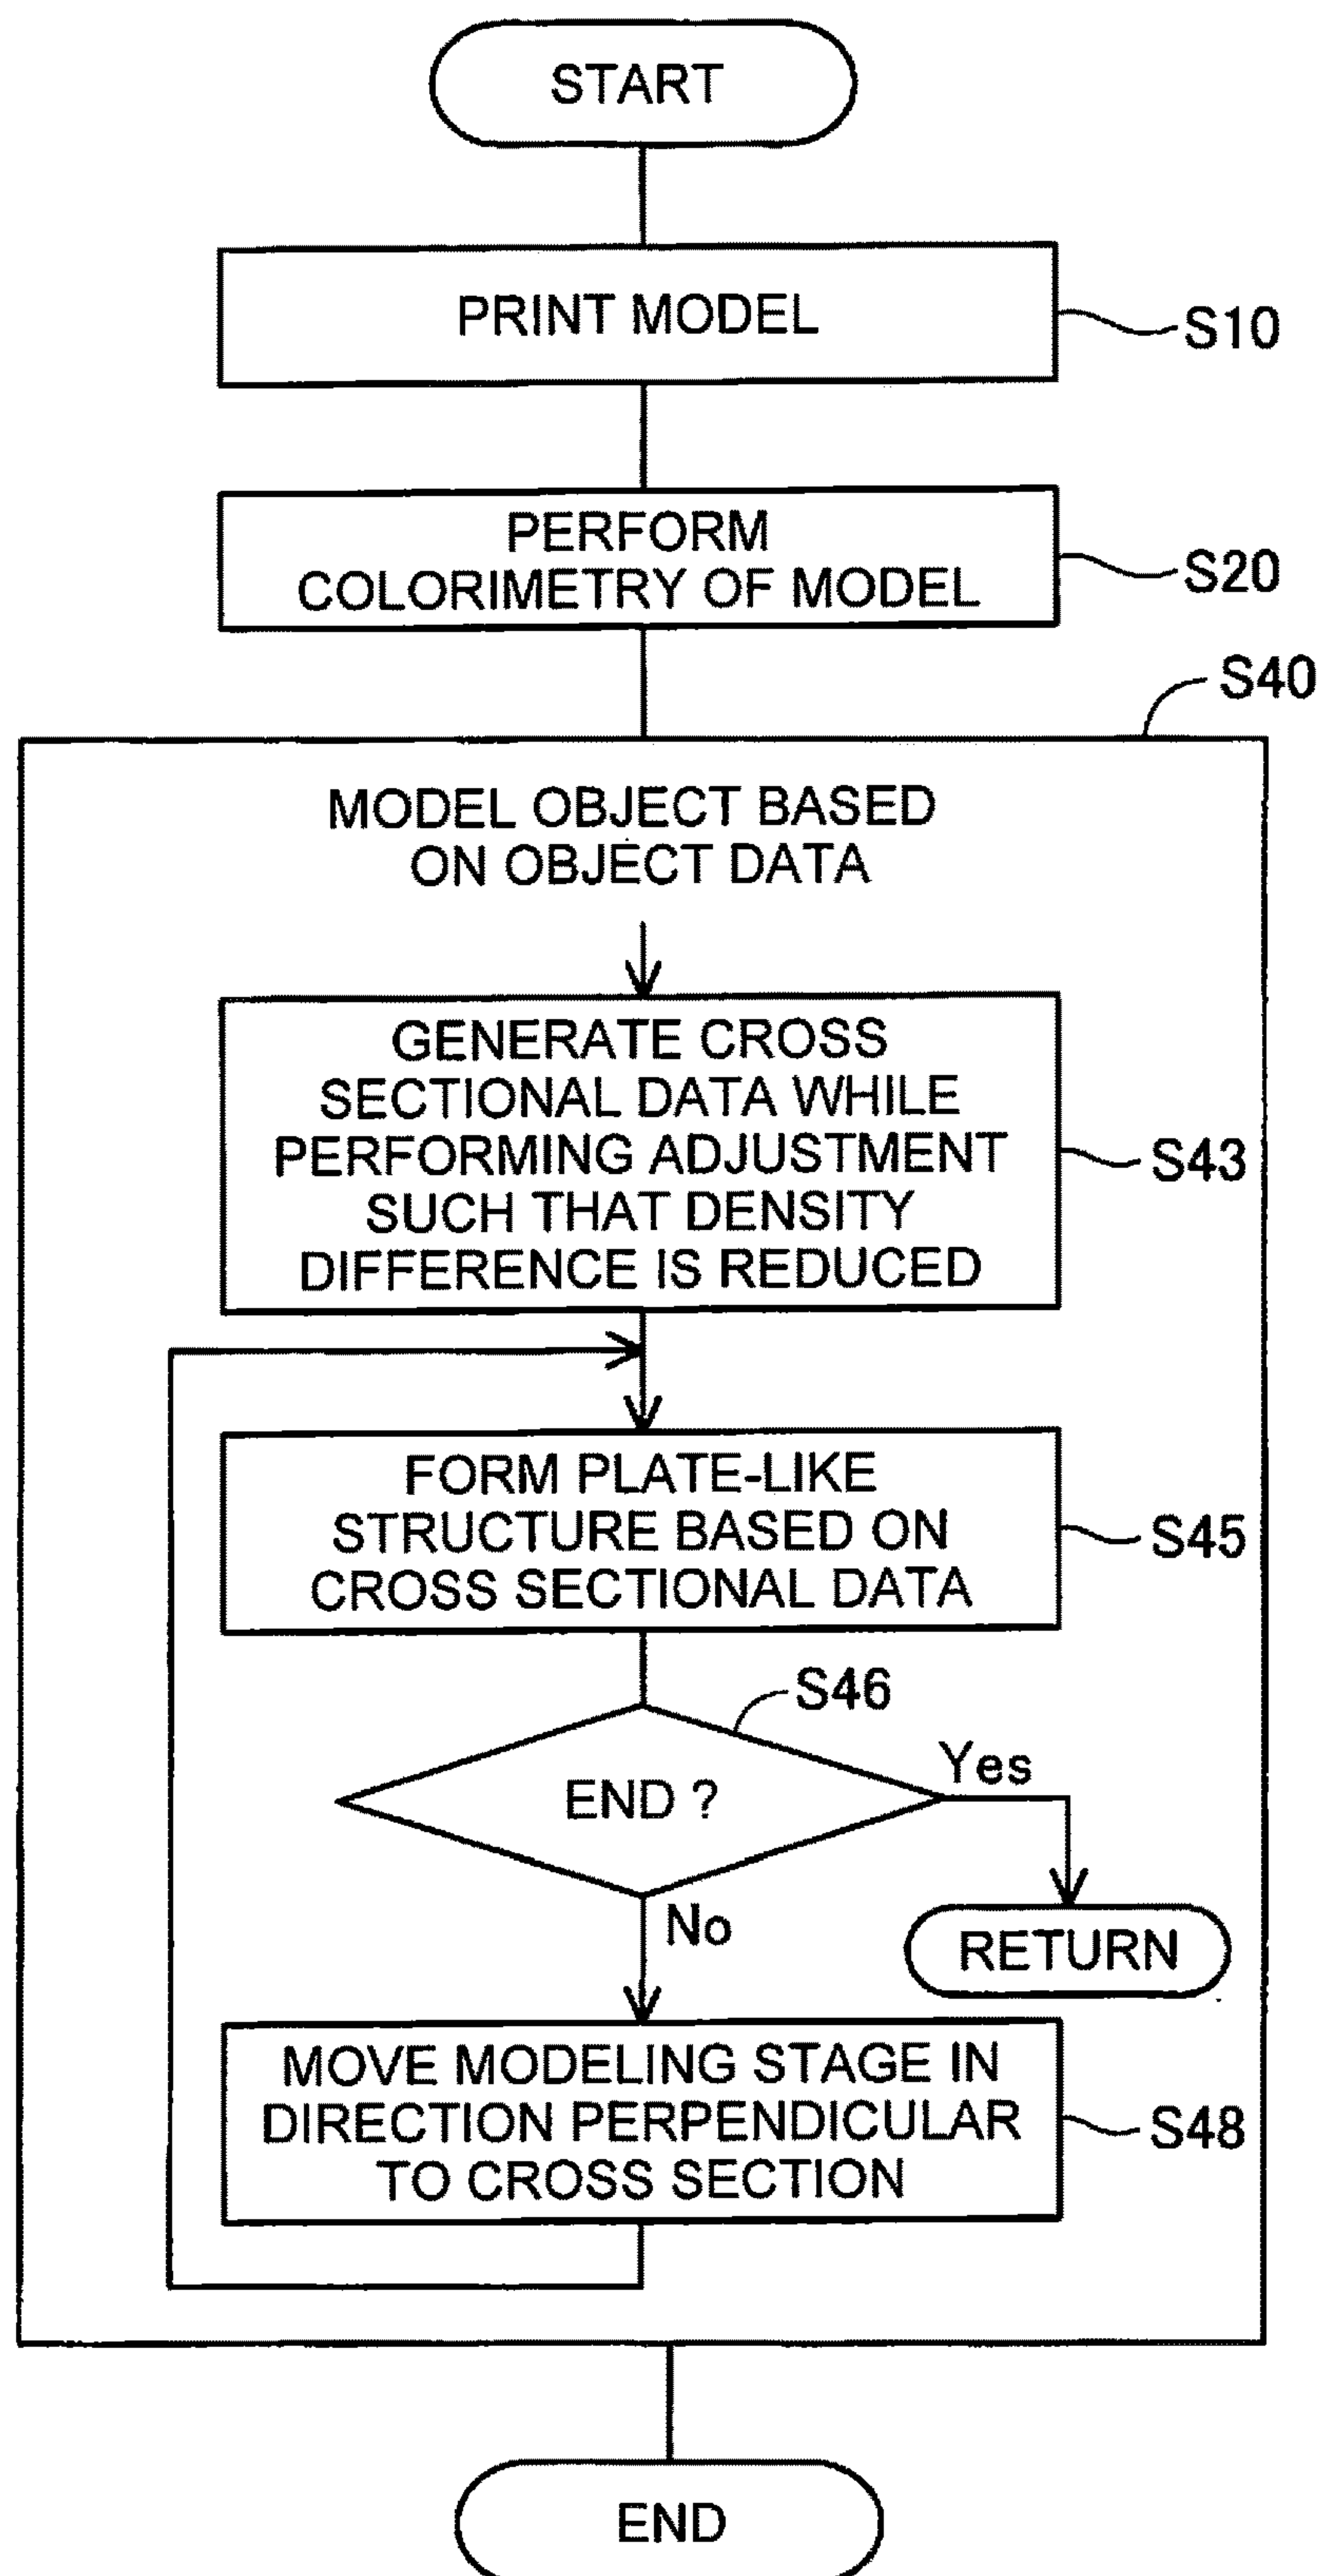 START
PRINT MODEL
S10
PERFORM
COLORIMETRY OF MODEL
S20
S40
MODEL OBJECT BASED
ON OBJECT DATA
GENERATE CROSS
SECTIONAL DATA WHILE
PERFORMING ADJUSTMENT
SUCH THAT DENSITY
DIFFERENCE IS REDUCED
S43
FORM PLATE-LIKE
STRUCTURE BASED ON
CROSS SECTIONAL DATA
S45
S46
END ?
Yes
No
RETURN
MOVE MODELING STAGE IN
DIRECTION PERPENDICULAR
TO CROSS SECTION
S48
END